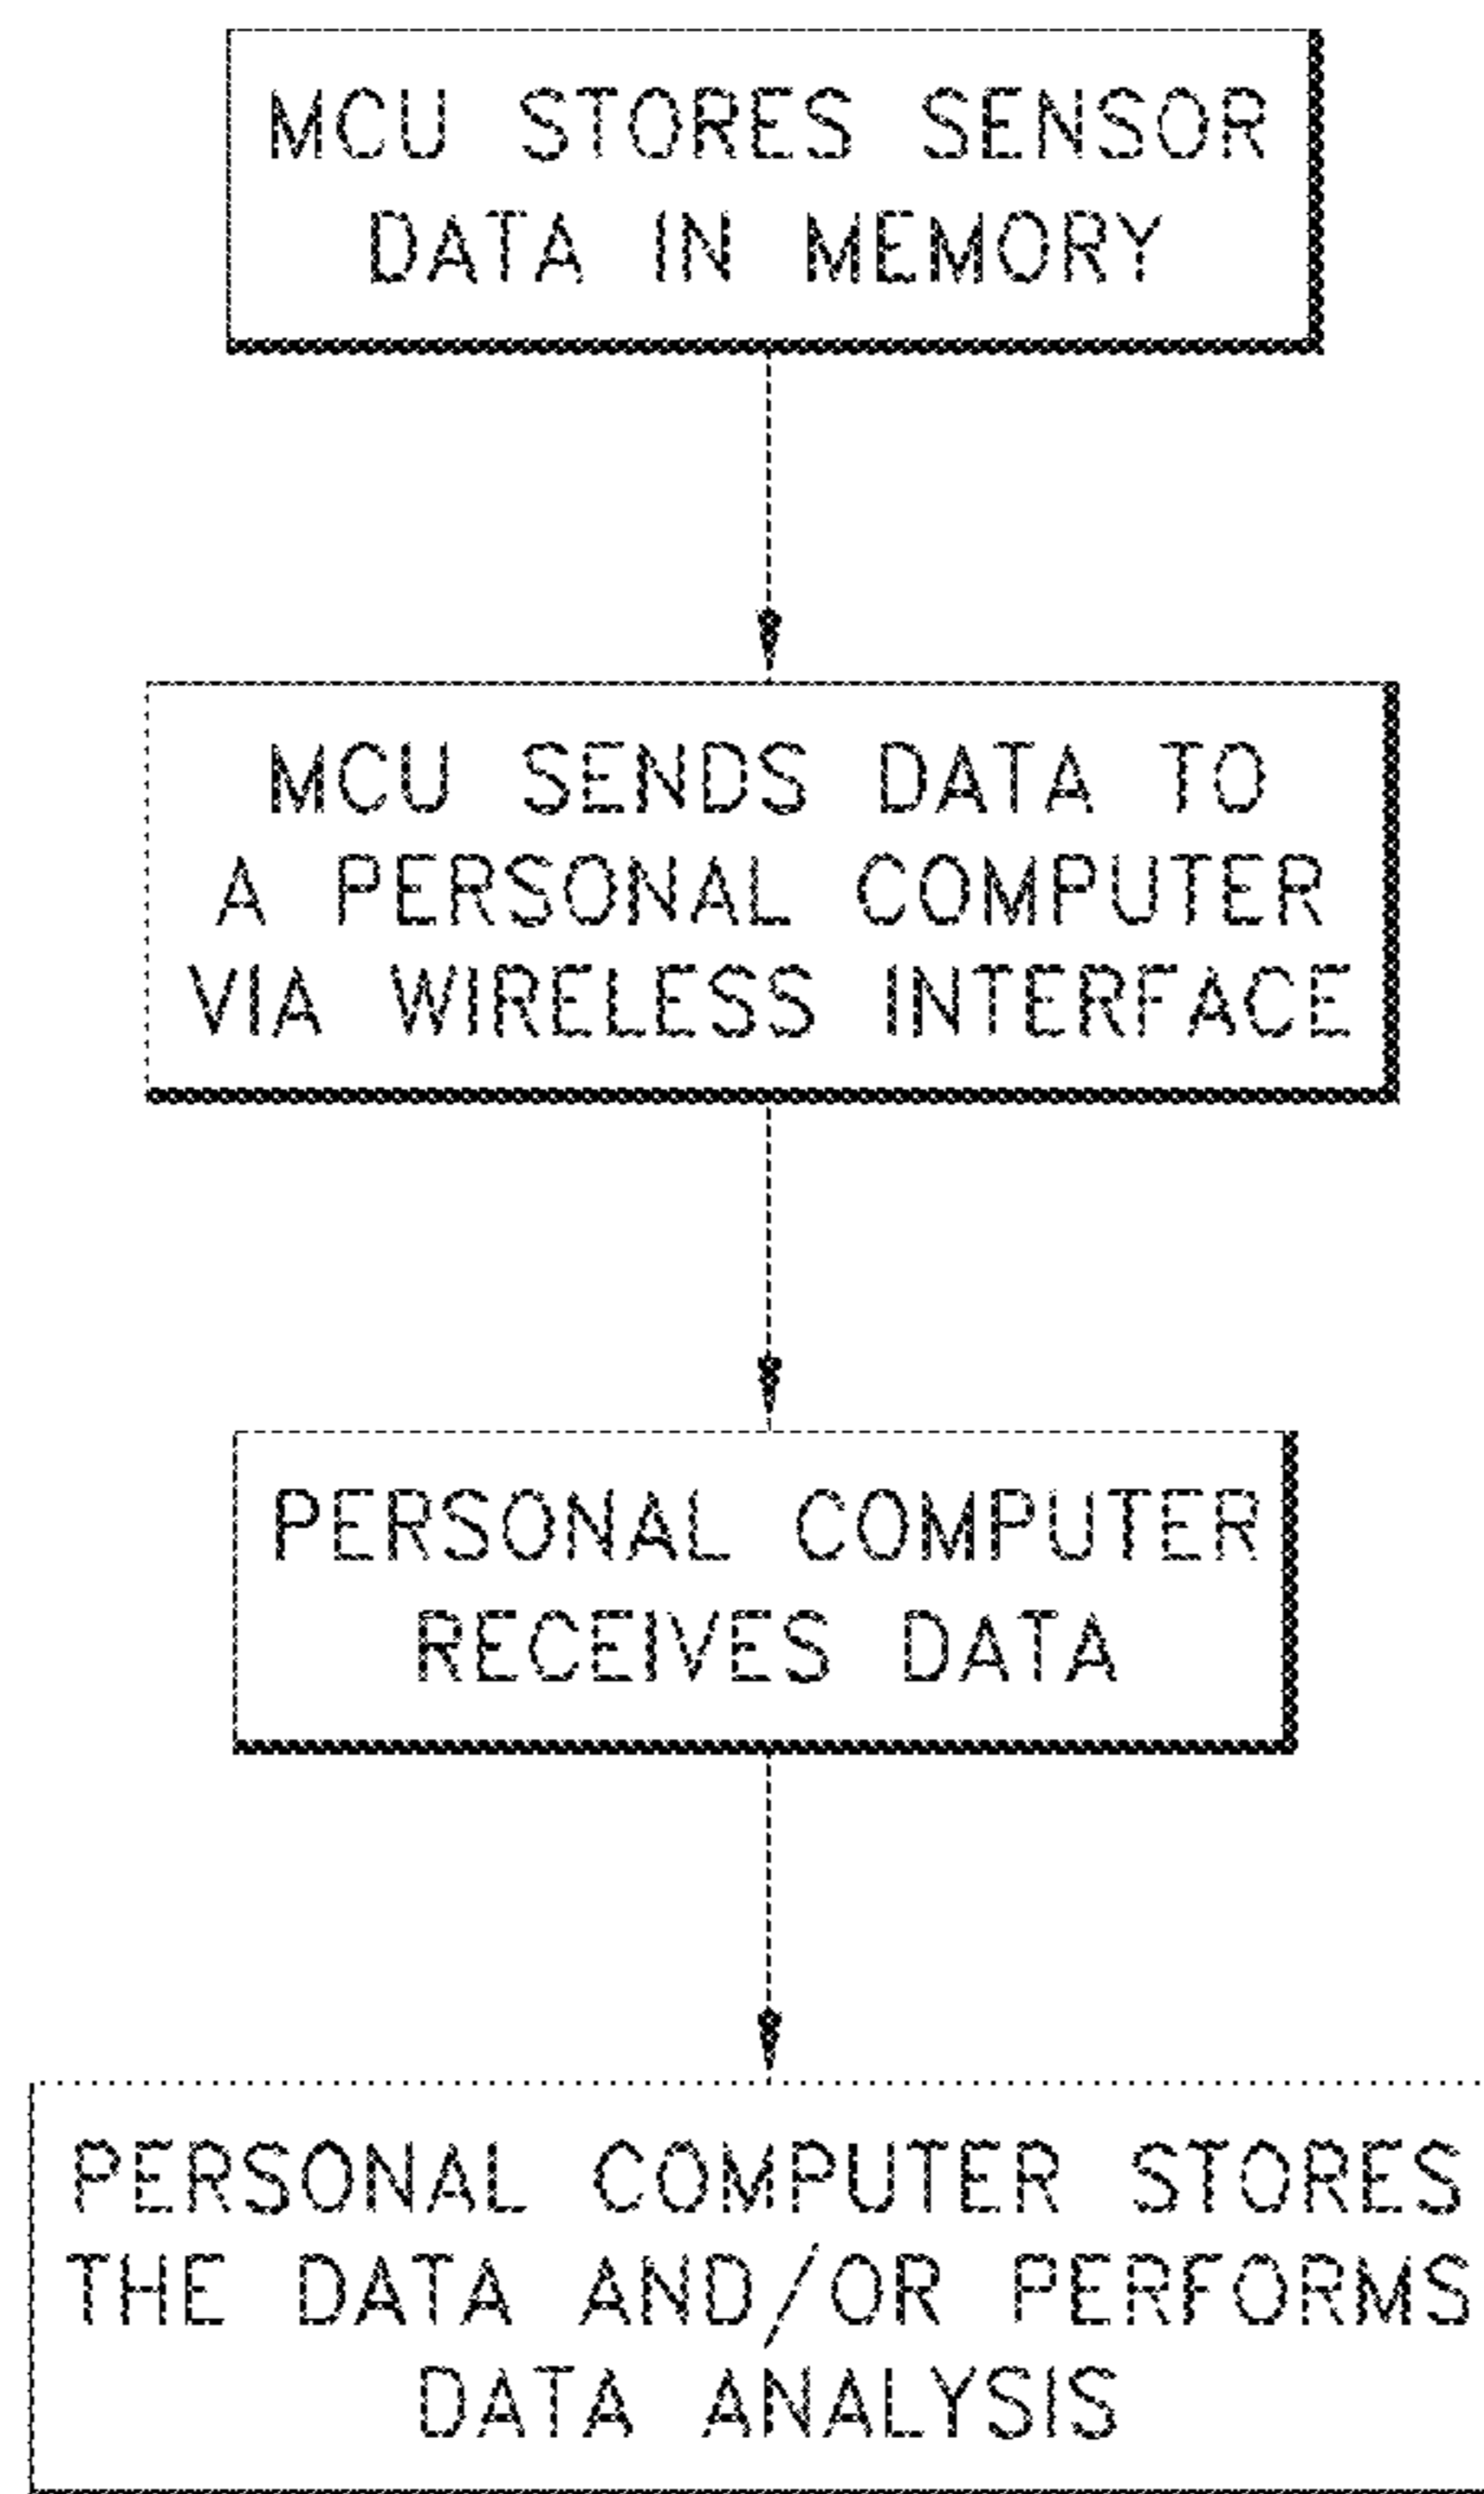 MCU STORES SENSOR
DATA IN MEMORY
MCU SENDS DATA TO
A PERSONAL COMPUTER
VIA WIRELESS INTERFACE
PERSONAL COMPUTER
RECEIVES DATA
PERSONAL COMPUTER STORES
THE DATA AND/OR PERFORMS
DATA ANALYSIS